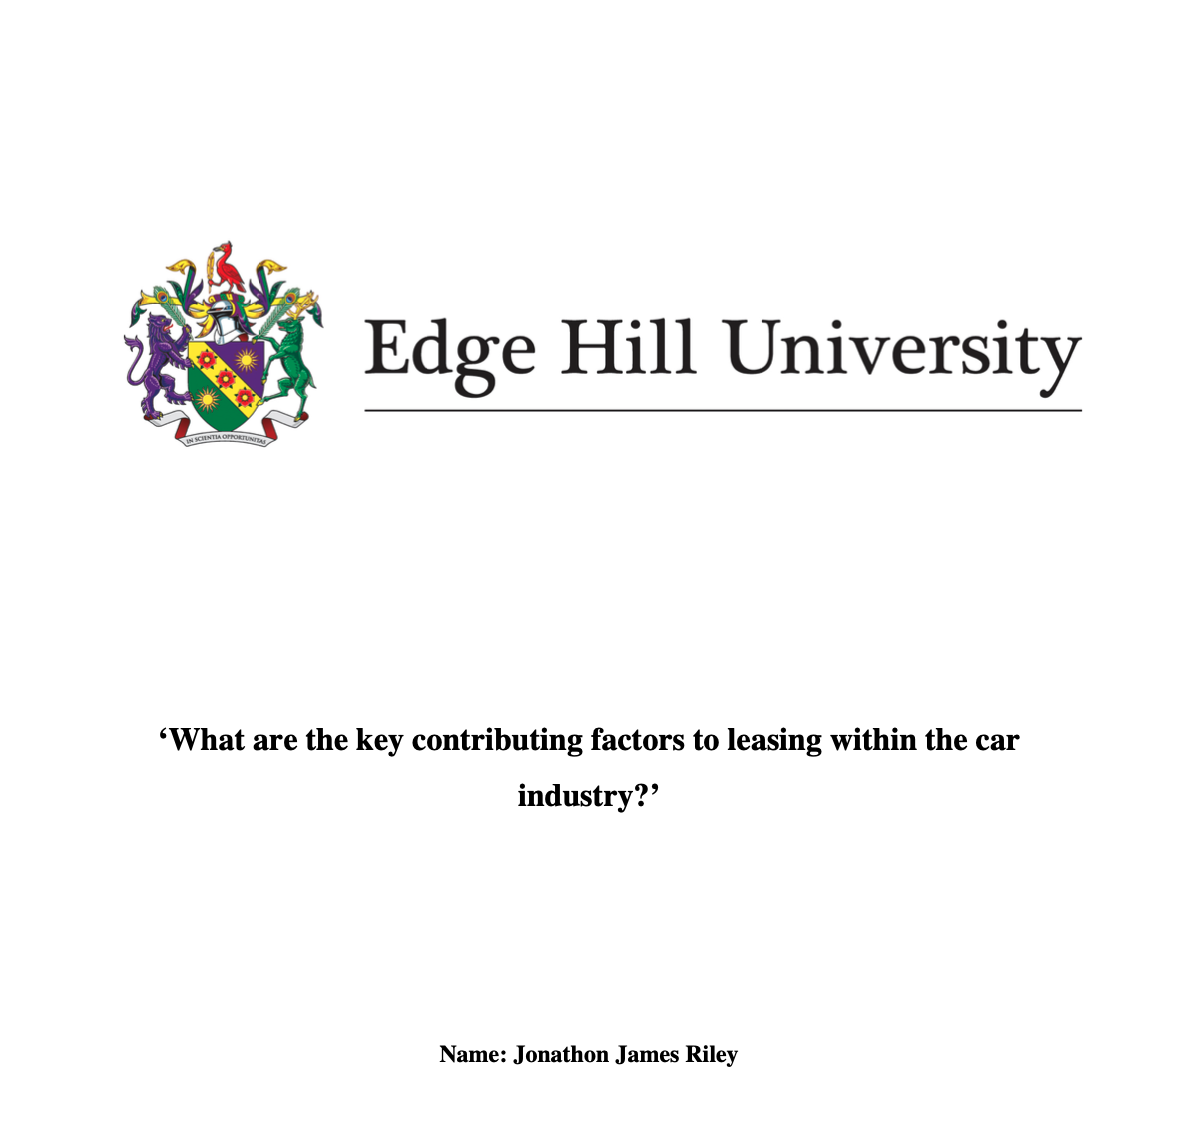 IN SCIENTIA OPPORTUNITAS
Edge Hill University
‘What are the key contributing factors to leasing within the car
industry?’
Name: Jonathon James Riley